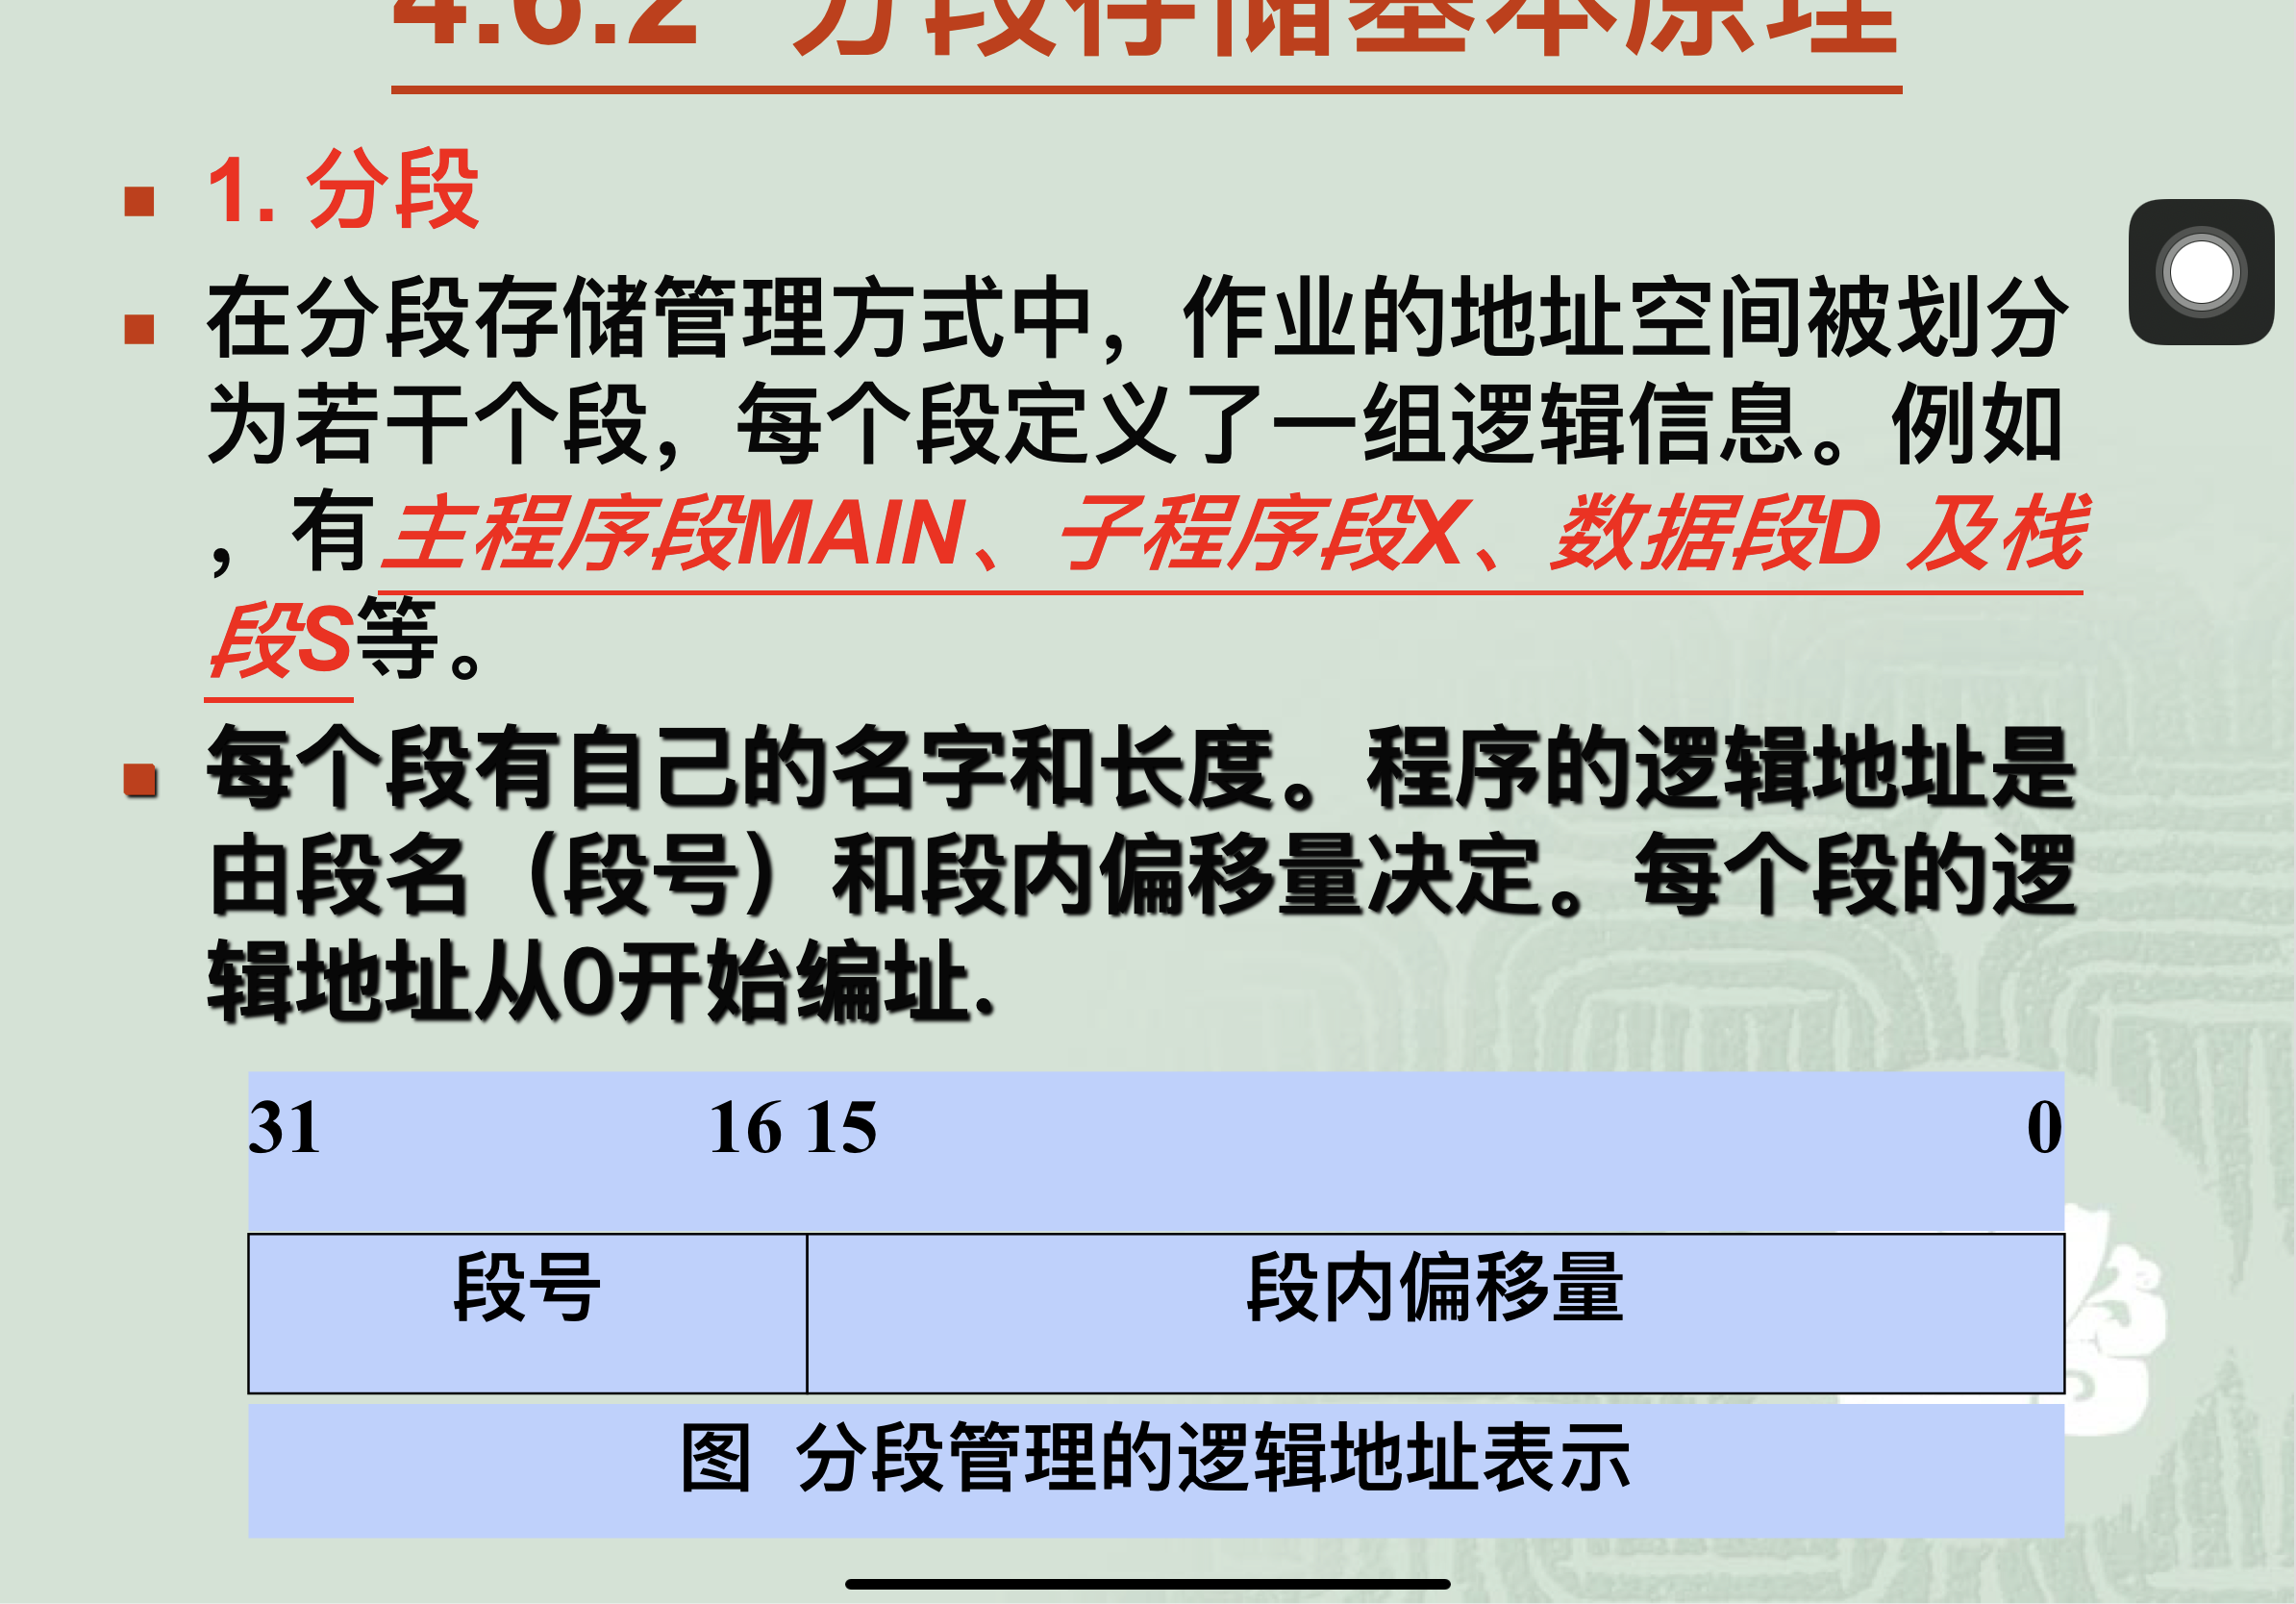 4.6.2 分段存储基本原理
1. 分段
在分段存储管理方式中，作业的地址空间被划分
为若干个段，每个段定义了一组逻辑信息。例如
，有主程序段MAIN、子程序段X、数据段D 及栈
段S等。
每个段有自己的名字和长度。程序的逻辑地址是
由段名（段号）和段内偏移量决定。每个段的逻
辑地址从0开始编址.
31 16 15 0
段号 段内偏移量
图 分段管理的逻辑地址表示